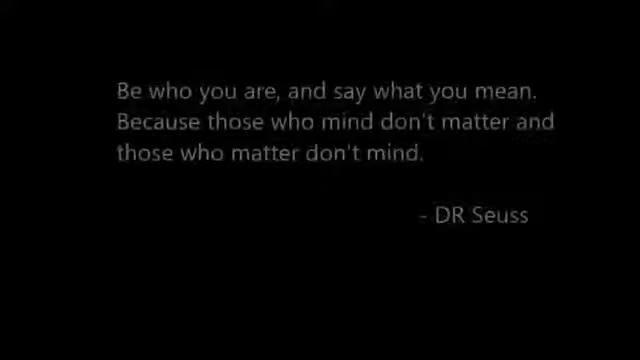 Be who you are, and say what you mean.
Because those who mind don't matter and
those who matter don't mind.
- DR Seuss